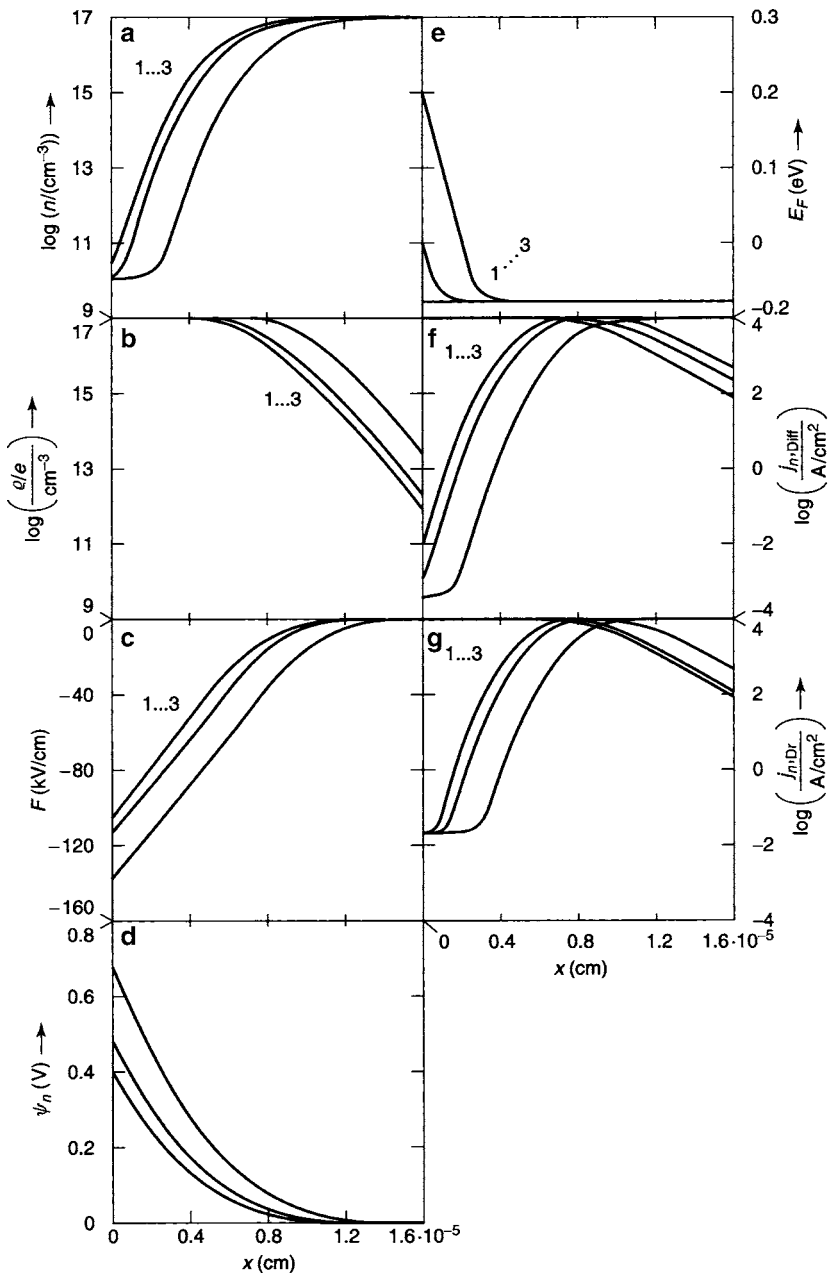 a
17
15
13
11
9
log (n/(cm⁻³))
1...3
b
17
15
13
11
9
log (ϱ/e / cm⁻³)
1...3
c
0
−40
−80
−120
−160
F (kV/cm)
1...3
d
0.8
0.6
0.4
0.2
0
ψₙ (V)
0 0.4 0.8 1.2 1.6·10⁻⁵
x (cm)
e
0.3
0.2
0.1
0
−0.2
E_F (eV)
1 3
f
4
2
0
−2
−4
log (jₙ,Diff / A/cm²)
1...3
g
4
2
0
−2
−4
log (jₙ,Dr / A/cm²)
1...3
0 0.4 0.8 1.2 1.6·10⁻⁵
x (cm)